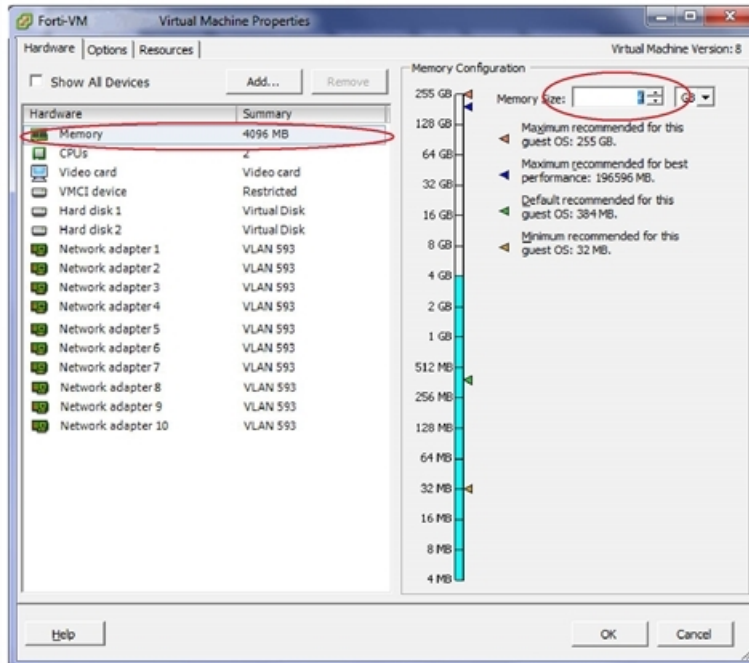 Forti-VM Virtual Machine Properties
Hardware Options Resources Virtual Machine Version: 8
Show All Devices Add... Remove
Hardware Summary
Memory 4096 MB
CPUs 2
Video card Video card
VMCI device Restricted
Hard disk 1 Virtual Disk
Hard disk 2 Virtual Disk
Network adapter 1 VLAN 593
Network adapter 2 VLAN 593
Network adapter 3 VLAN 593
Network adapter 4 VLAN 593
Network adapter 5 VLAN 593
Network adapter 6 VLAN 593
Network adapter 7 VLAN 593
Network adapter 8 VLAN 593
Network adapter 9 VLAN 593
Network adapter 10 VLAN 593
Memory Configuration
255 GB
128 GB
64 GB
32 GB
16 GB
8 GB
4 GB
2 GB
1 GB
512 MB
256 MB
128 MB
64 MB
32 MB
16 MB
8 MB
4 MB
Memory Size: GB
Maximum recommended for this
guest OS: 255 GB.
Maximum recommended for best
performance: 196596 MB.
Default recommended for this
guest OS: 384 MB.
Minimum recommended for this
guest OS: 32 MB.
Help OK Cancel